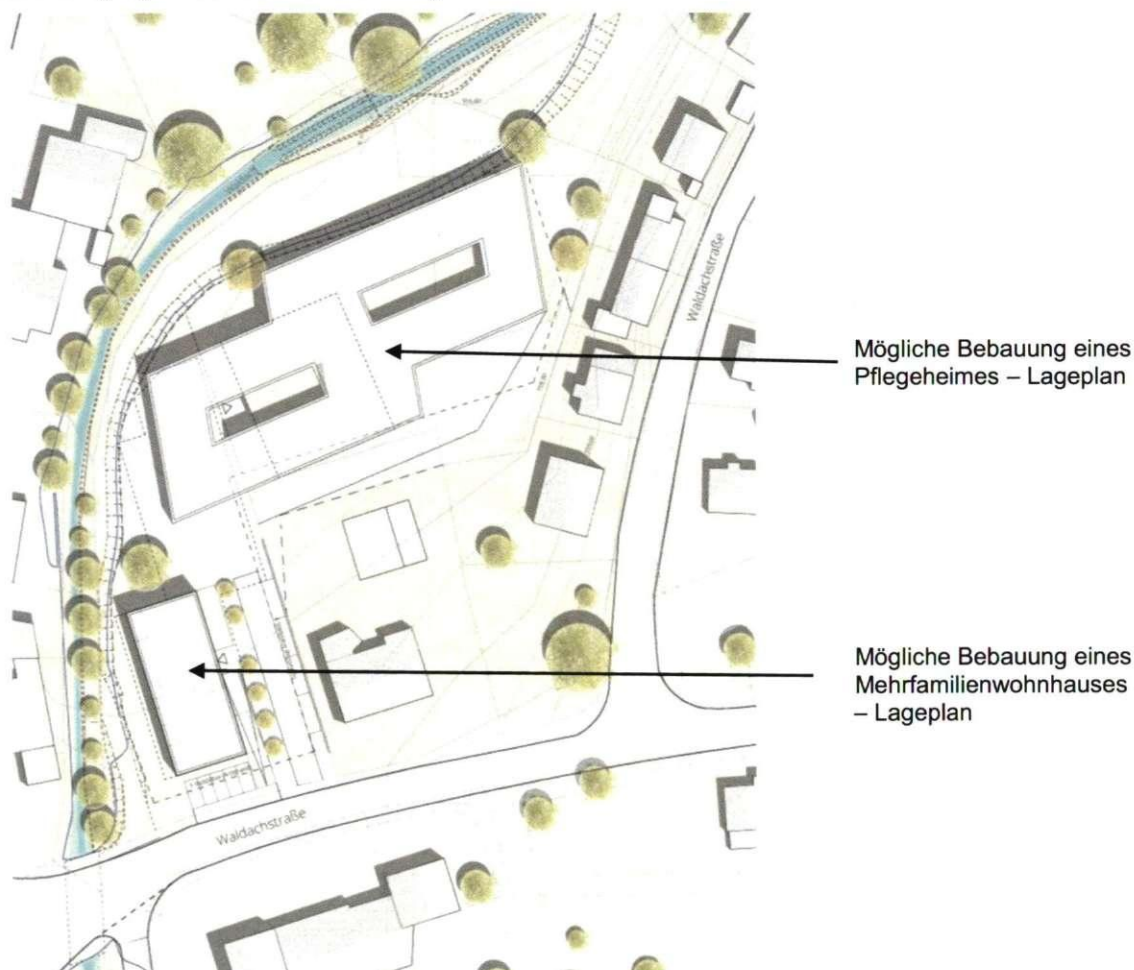 Waldachstraße
Mögliche Bebauung eines
Pflegeheimes – Lageplan
Mögliche Bebauung eines
Mehrfamilienwohnhauses
– Lageplan
Waldachstraße